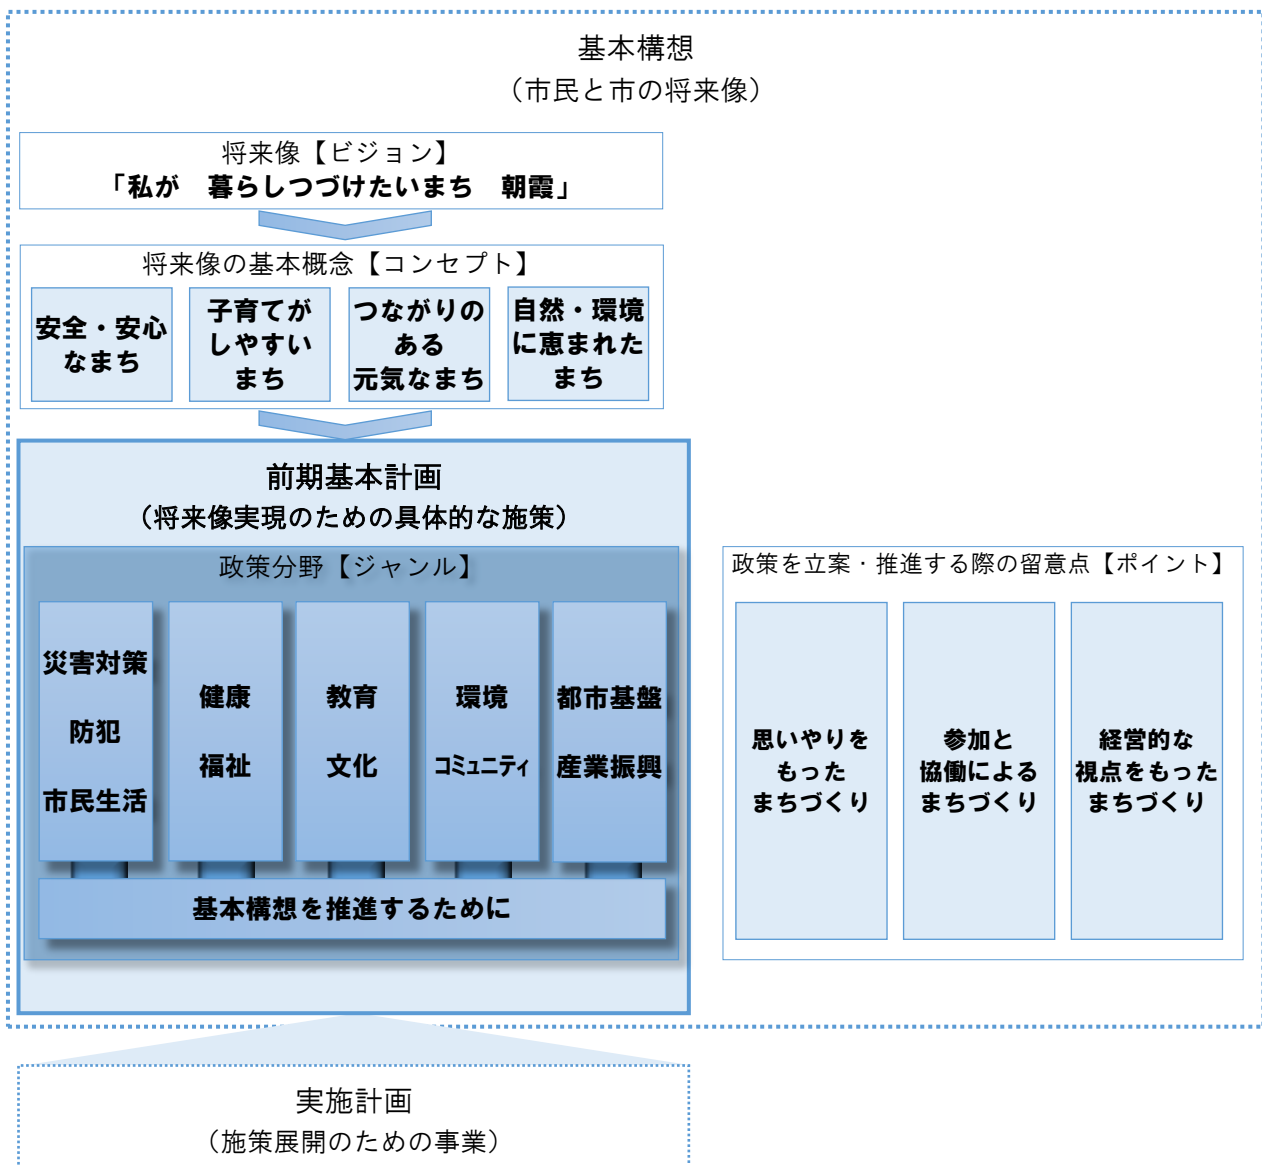 基本構想
（市民と市の将来像）
将来像【ビジョン】
「私が　暮らしつづけたいまち　朝霞」
将来像の基本概念【コンセプト】
安全・安心
なまち
子育てが
しやすい
まち
つながりの
ある
元気なまち
自然・環境
に恵まれた
まち
前期基本計画
（将来像実現のための具体的な施策）
政策分野【ジャンル】
災害対策
防犯
市民生活
健康
福祉
教育
文化
環境
コミュニティ
都市基盤
産業振興
基本構想を推進するために
政策を立案・推進する際の留意点【ポイント】
思いやりを
もった
まちづくり
参加と
協働による
まちづくり
経営的な
視点をもった
まちづくり
実施計画
（施策展開のための事業）